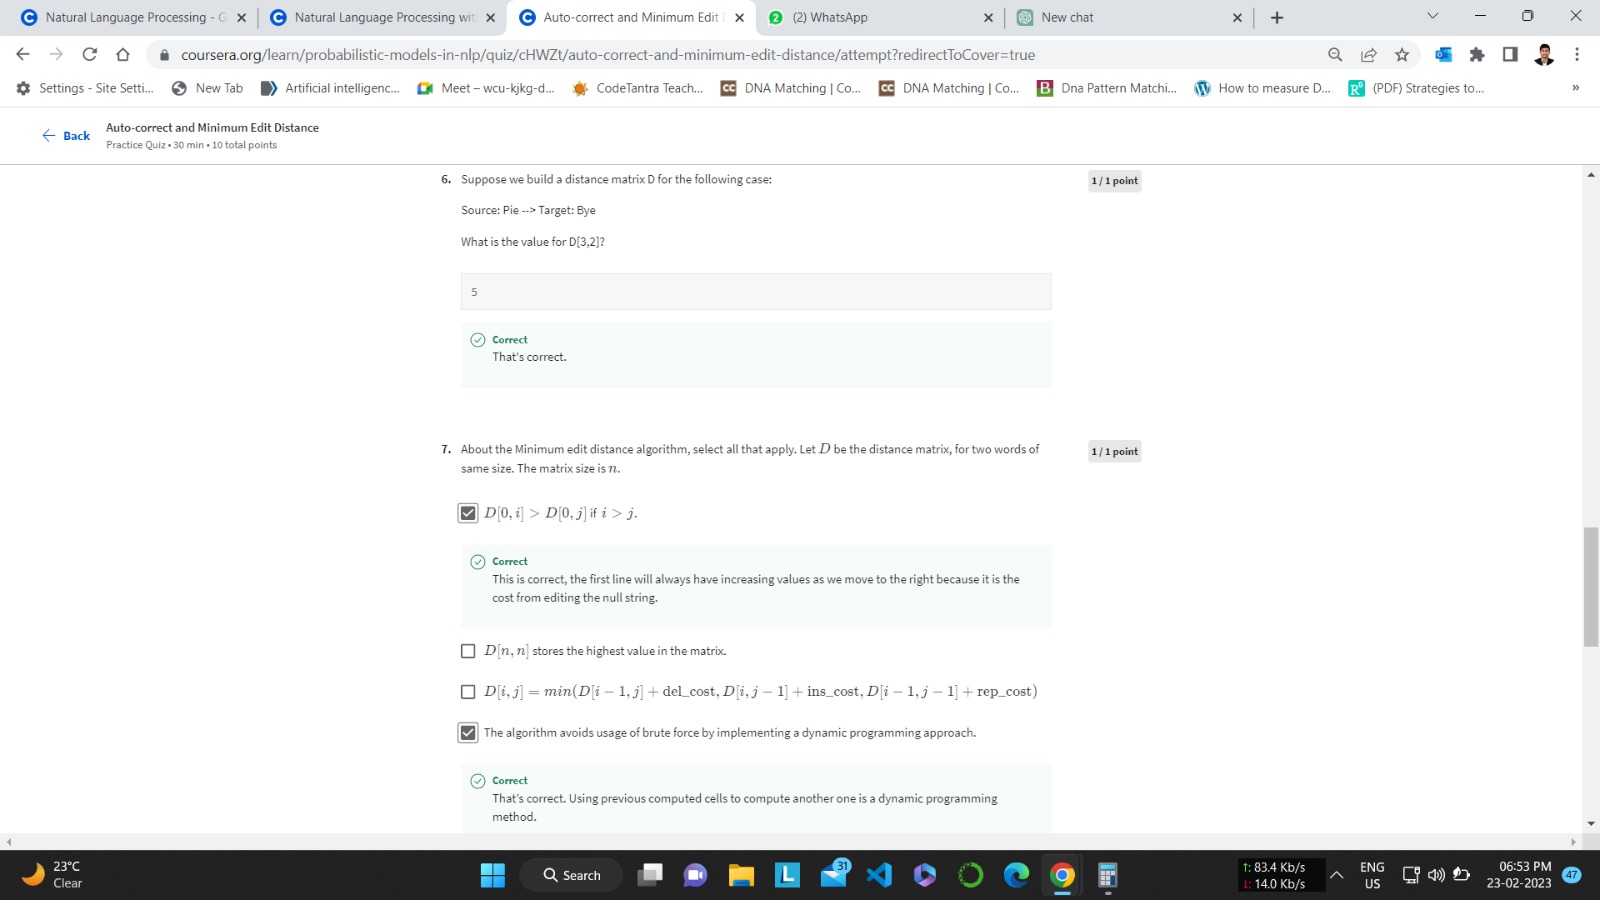 Natural Language Processing - G
Natural Language Processing wit
Auto-correct and Minimum Edit
(2) WhatsApp
New chat
coursera.org/learn/probabilistic-models-in-nlp/quiz/cHWZt/auto-correct-and-minimum-edit-distance/attempt?redirectToCover=true
Settings - Site Setti...
New Tab
Artificial intelligenc...
Meet – wcu-kjkg-d...
CodeTantra Teach...
CC DNA Matching | Co...
CC DNA Matching | Co...
B Dna Pattern Matchi...
How to measure D...
(PDF) Strategies to...
»
Back
Auto-correct and Minimum Edit Distance
Practice Quiz • 30 min • 10 total points
6. Suppose we build a distance matrix D for the following case:
1 / 1 point
Source: Pie --> Target: Bye
What is the value for D[3,2]?
5
Correct
That's correct.
7. About the Minimum edit distance algorithm, select all that apply. Let D be the distance matrix, for two words of
same size. The matrix size is n.
1 / 1 point
D[0, i] > D[0, j] if i > j.
Correct
This is correct, the first line will always have increasing values as we move to the right because it is the
cost from editing the null string.
D[n, n] stores the highest value in the matrix.
D[i, j] = min(D[i − 1, j] + del_cost, D[i, j − 1] + ins_cost, D[i − 1, j − 1] + rep_cost)
The algorithm avoids usage of brute force by implementing a dynamic programming approach.
Correct
That's correct. Using previous computed cells to compute another one is a dynamic programming
method.
23°C
Clear
Search
31
↑: 83.4 Kb/s
↓: 14.0 Kb/s
ENG
US
06:53 PM
23-02-2023
47